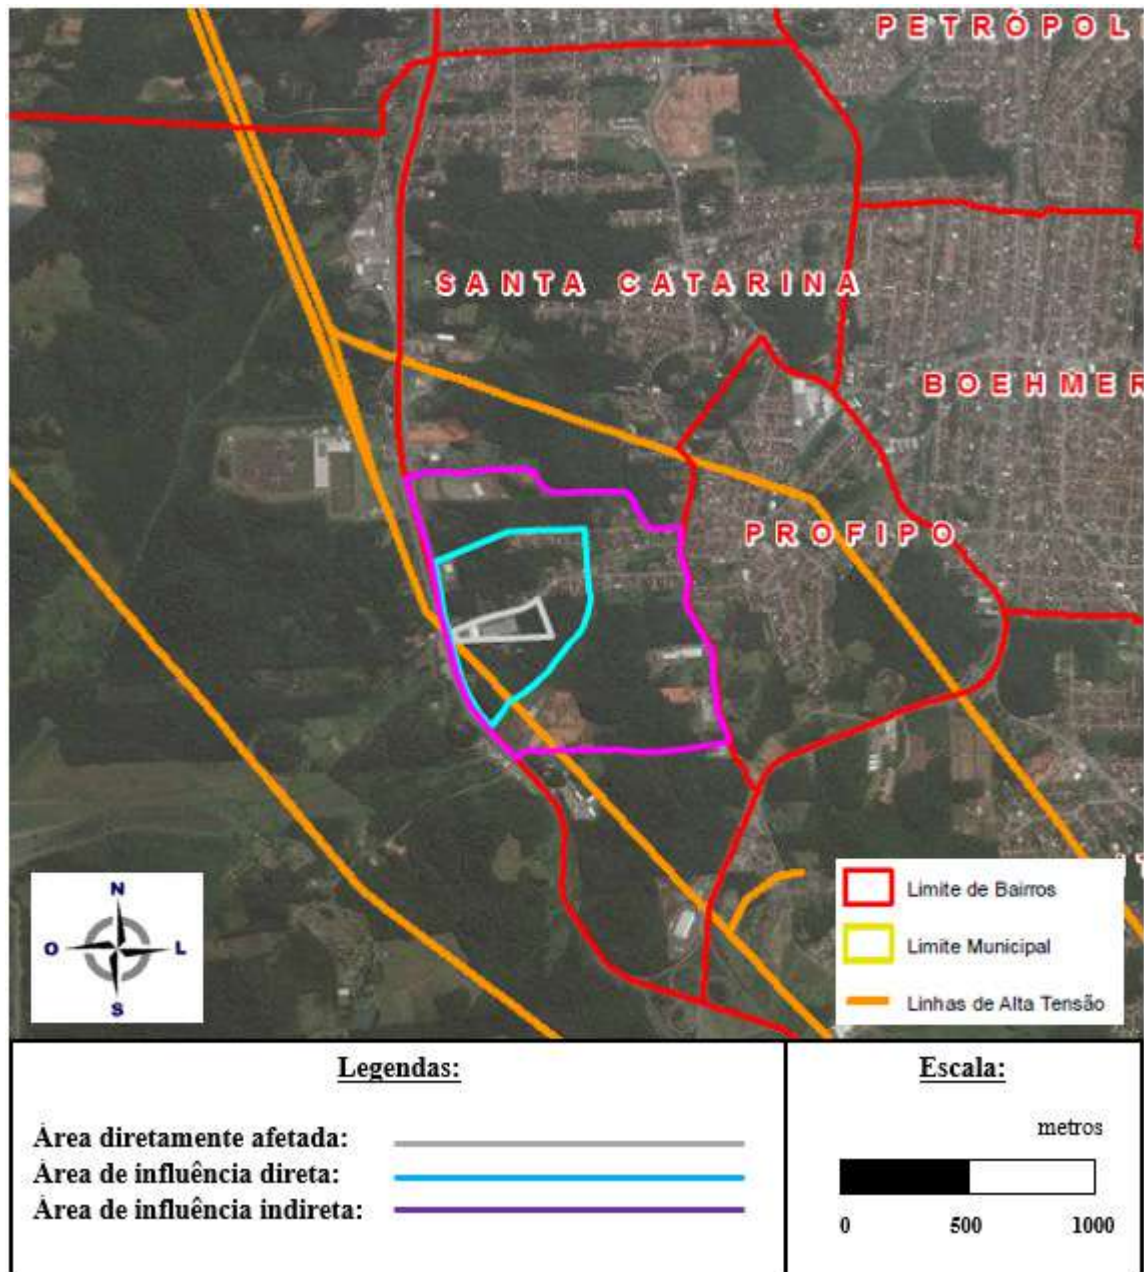 PETRÓPOL
SANTA CATARINA
BOEHMER
PROFIPO
N
O
L
S
Limite de Bairros
Limite Municipal
Linhas de Alta Tensão
Legendas:
Área diretamente afetada:
Área de influência direta:
Área de influência indireta:
Escala:
metros
0 500 1000